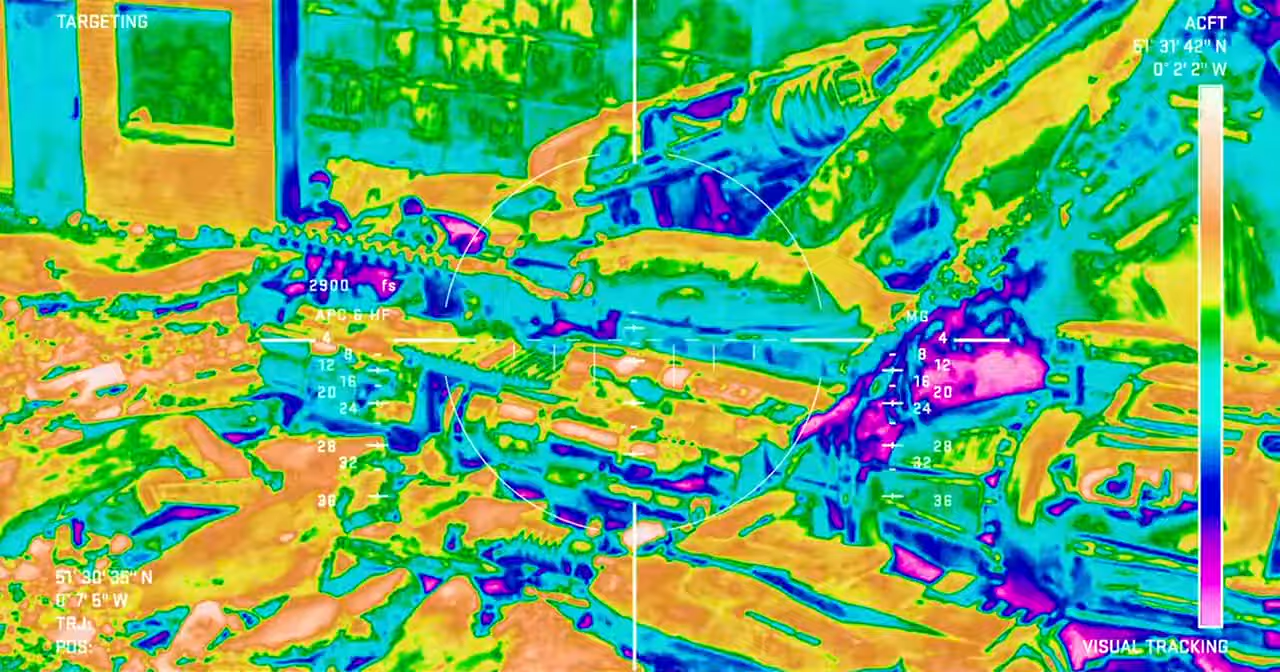 TARGETING
ACFT
51° 31' 42" N
0° 2' 2" W
2900 fs
APC & HF
MG
4
8
12
16
20
24
28
32
36
4
8
12
16
20
24
28
32
36
51° 30' 35" N
0° 7' 5" W
TRJ:
POS:
VISUAL TRACKING